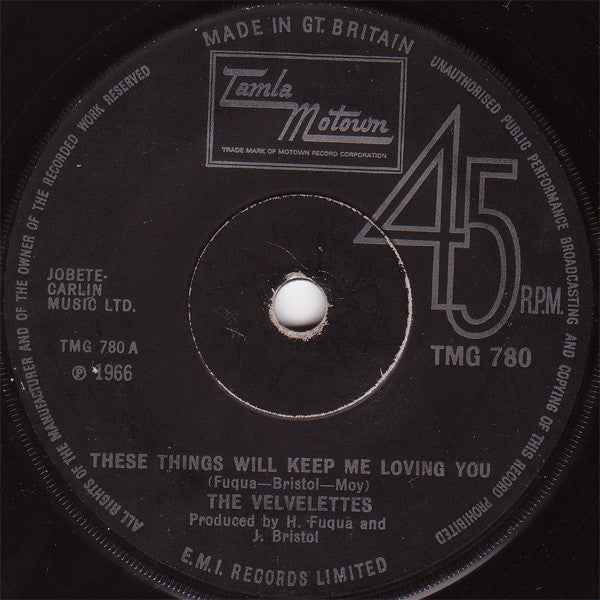 MADE IN GT. BRITAIN
Tamla
Motown
TRADE MARK OF MOTOWN RECORD CORPORATION
45
R.P.M.
TMG 780
JOBETE-
CARLIN
MUSIC LTD.
TMG 780 A
℗ 1966
THESE THINGS WILL KEEP ME LOVING YOU
(Fuqua—Bristol—Moy)
THE VELVELETTES
Produced by H. Fuqua and
J. Bristol
E.M.I. RECORDS LIMITED
ALL RIGHTS OF THE MANUFACTURER AND OF THE OWNER OF THE RECORDED WORK RESERVED
UNAUTHORISED PUBLIC PERFORMANCE BROADCASTING AND COPYING OF THIS RECORD PROHIBITED